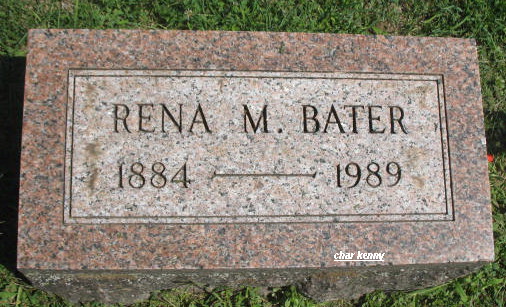 RENA M. BATER
1884 — 1989
char kenny